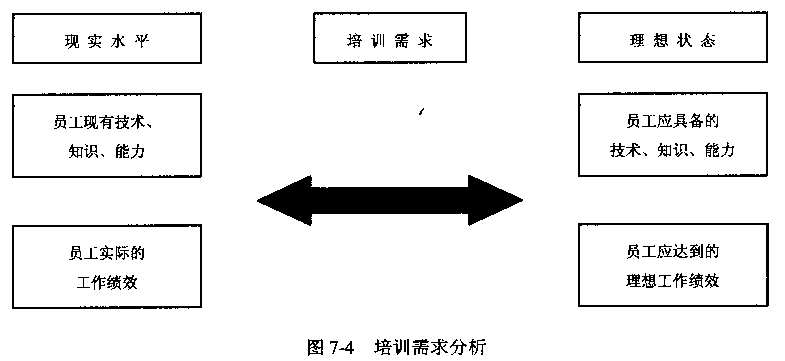 现实水平
培训需求
理想状态
员工现有技术、
知识、能力
员工应具备的
技术、知识、能力
员工实际的
工作绩效
员工应达到的
理想工作绩效
图 7-4 培训需求分析